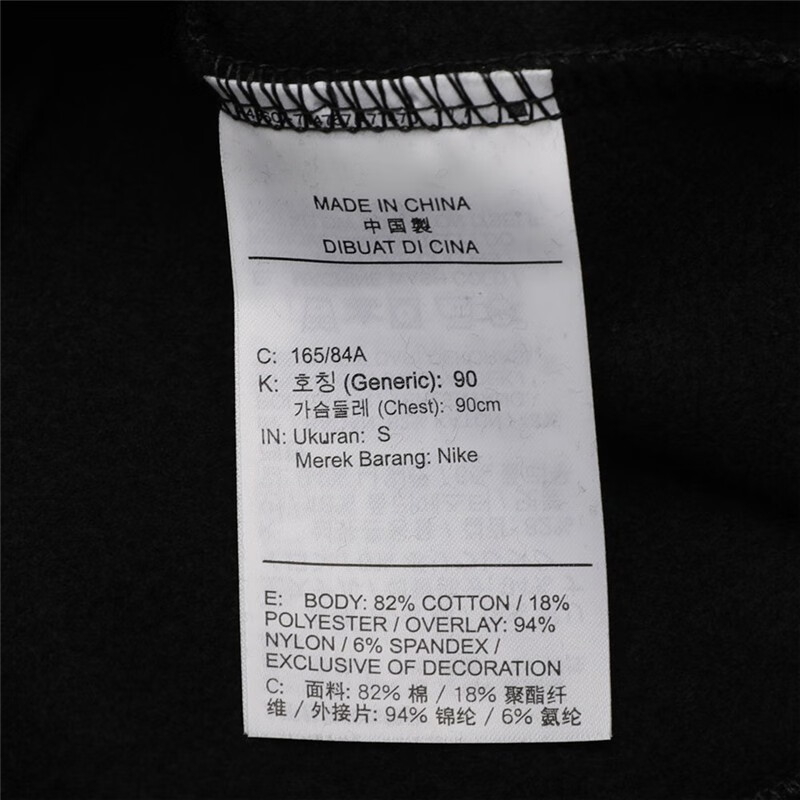 MADE IN CHINA
中国製
DIBUAT DI CINA
C: 165/84A
K: 호칭 (Generic): 90
가슴둘레 (Chest): 90cm
IN: Ukuran: S
Merek Barang: Nike
E: BODY: 82% COTTON / 18%
POLYESTER / OVERLAY: 94%
NYLON / 6% SPANDEX /
EXCLUSIVE OF DECORATION
C: 面料: 82% 棉 / 18% 聚酯纤
维 / 外接片: 94% 锦纶 / 6% 氨纶